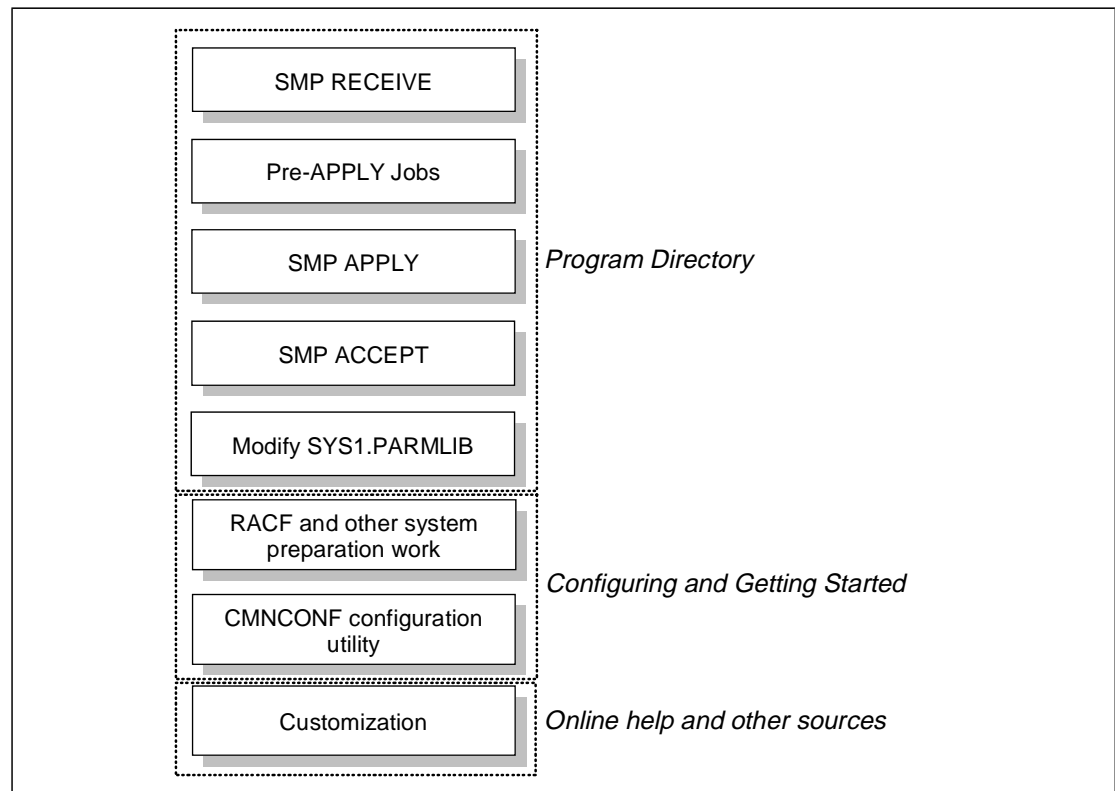 SMP RECEIVE
Pre-APPLY Jobs
SMP APPLY
Program Directory
SMP ACCEPT
Modify SYS1.PARMLIB
RACF and other system
preparation work
Configuring and Getting Started
CMNCONF configuration
utility
Customization
Online help and other sources